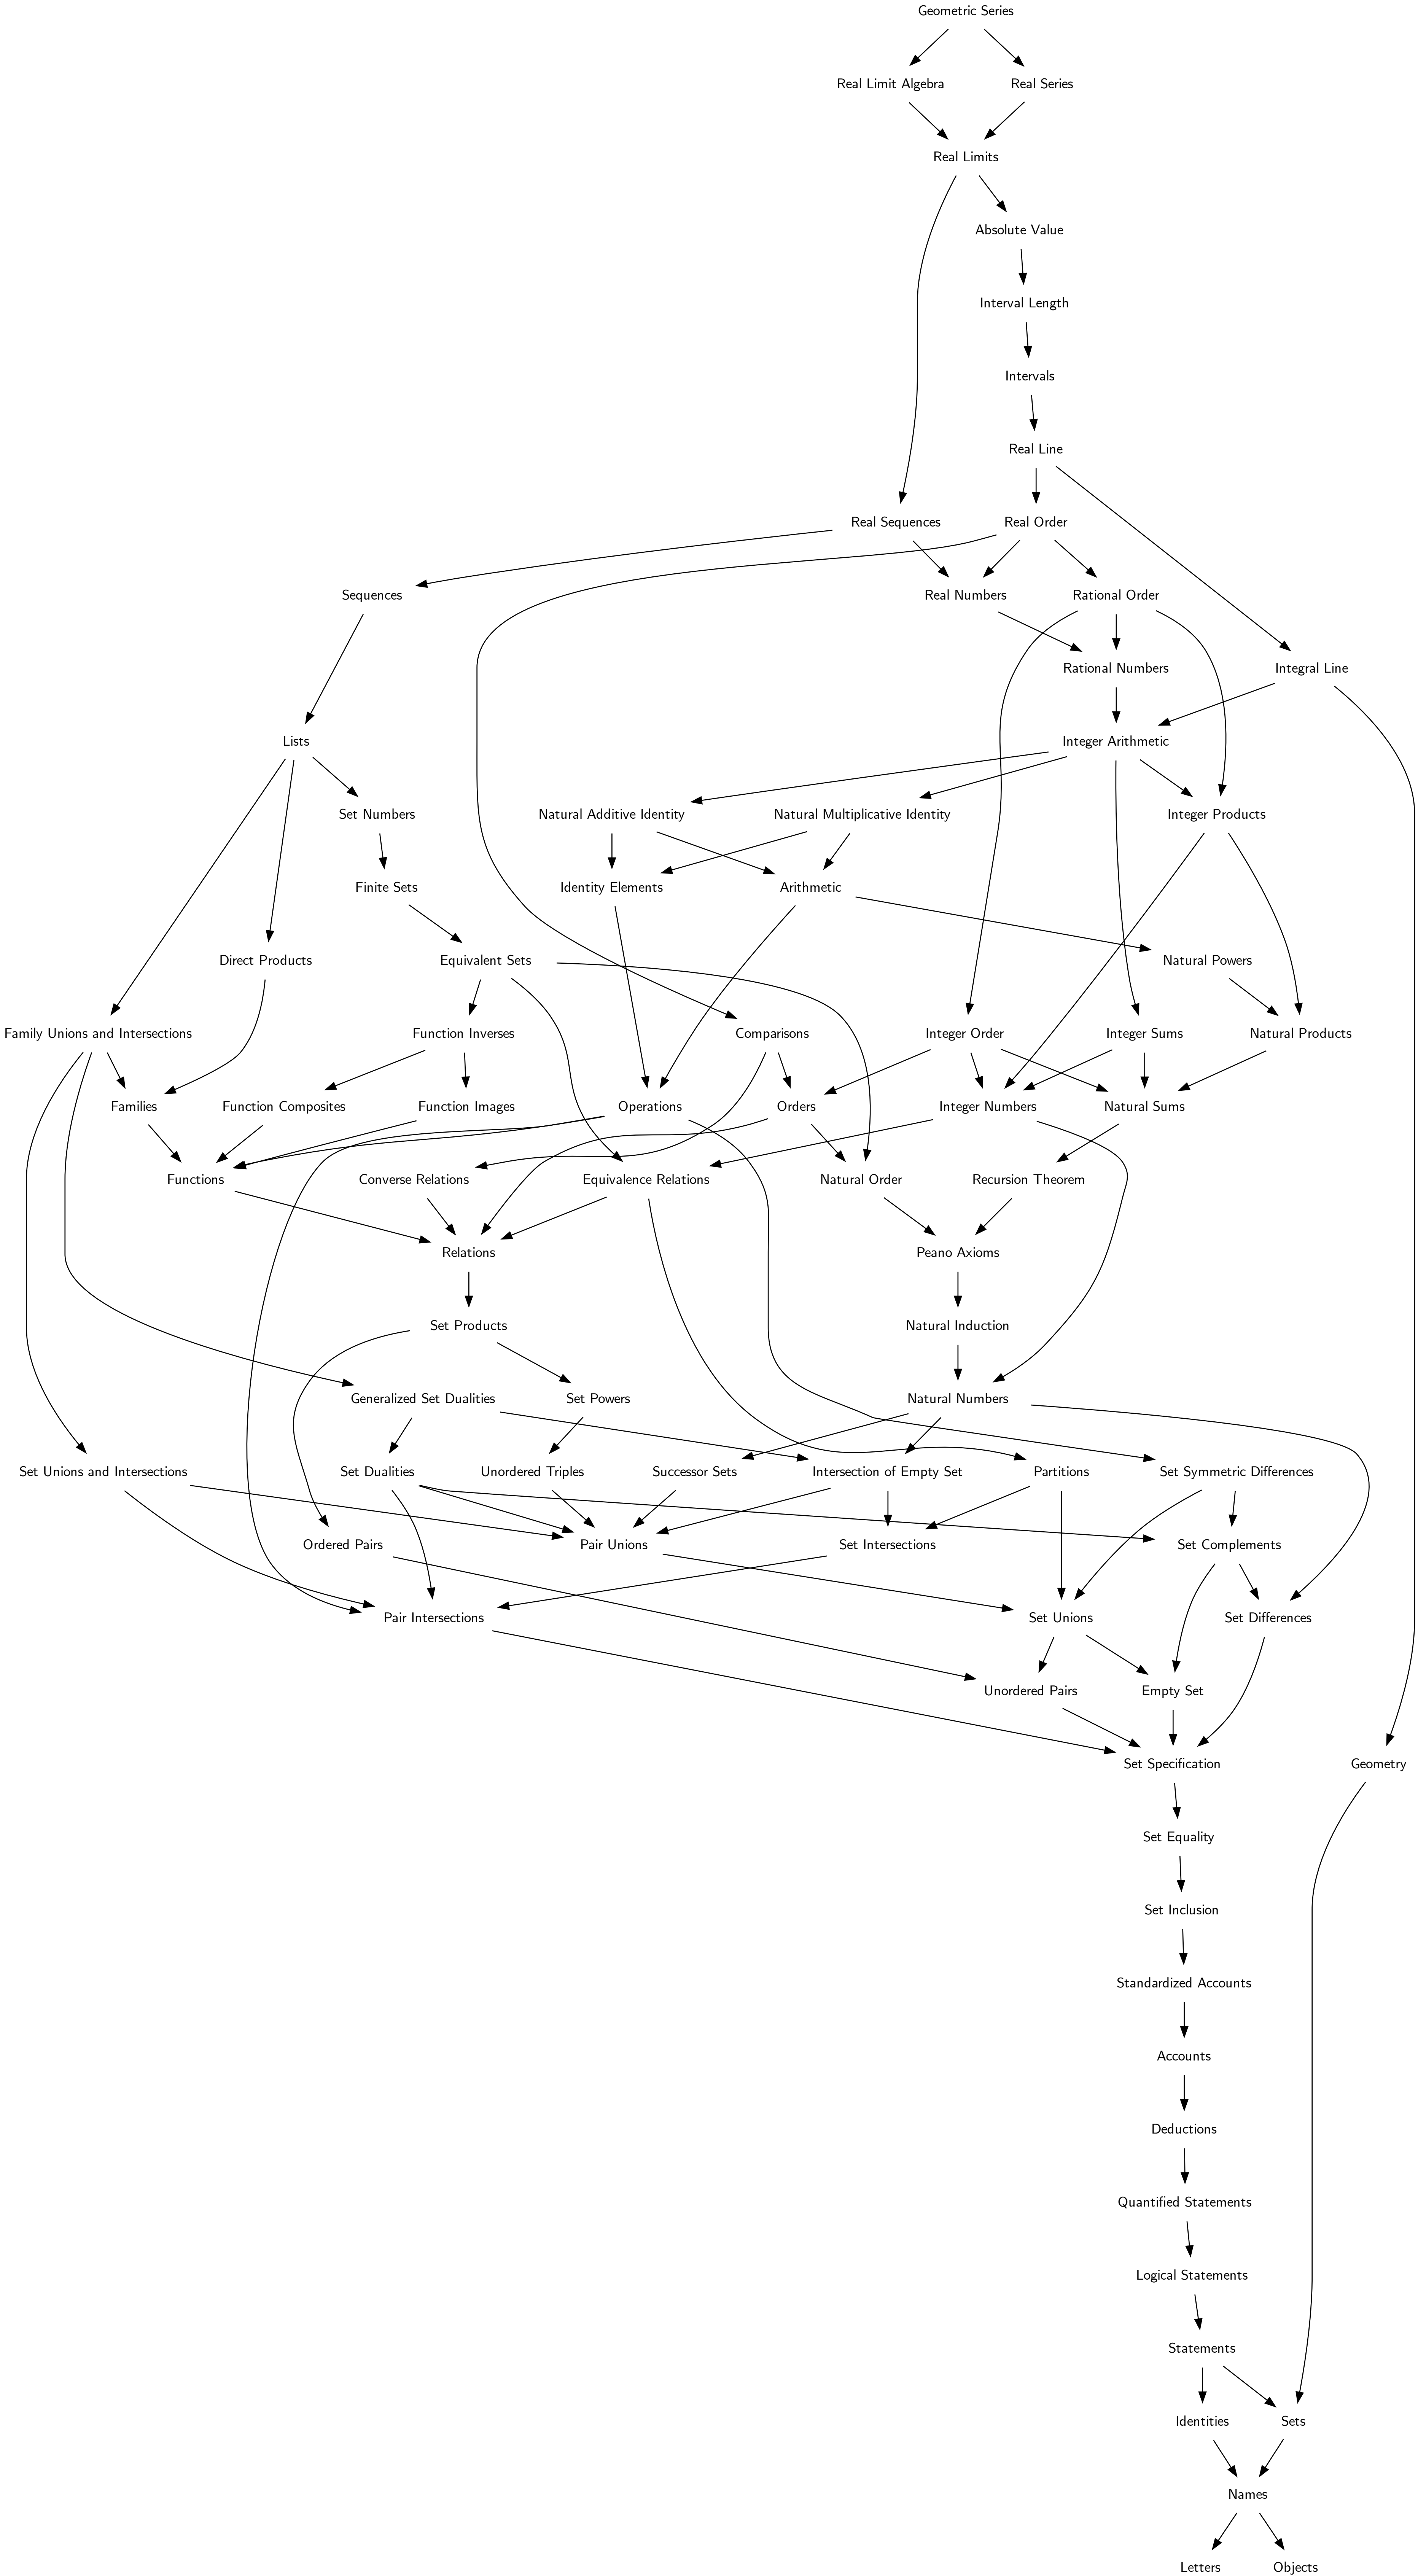 Geometric Series
Real Limit Algebra
Real Series
Real Limits
Absolute Value
Interval Length
Intervals
Real Line
Real Sequences
Real Order
Sequences
Real Numbers
Rational Order
Rational Numbers
Integral Line
Lists
Integer Arithmetic
Set Numbers
Natural Additive Identity
Natural Multiplicative Identity
Integer Products
Finite Sets
Identity Elements
Arithmetic
Direct Products
Equivalent Sets
Natural Powers
Family Unions and Intersections
Function Inverses
Comparisons
Integer Order
Integer Sums
Natural Products
Families
Function Composites
Function Images
Operations
Orders
Integer Numbers
Natural Sums
Functions
Converse Relations
Equivalence Relations
Natural Order
Recursion Theorem
Relations
Peano Axioms
Set Products
Natural Induction
Generalized Set Dualities
Set Powers
Natural Numbers
Set Unions and Intersections
Set Dualities
Unordered Triples
Successor Sets
Intersection of Empty Set
Partitions
Set Symmetric Differences
Ordered Pairs
Pair Unions
Set Intersections
Set Complements
Pair Intersections
Set Unions
Set Differences
Unordered Pairs
Empty Set
Set Specification
Geometry
Set Equality
Set Inclusion
Standardized Accounts
Accounts
Deductions
Quantified Statements
Logical Statements
Statements
Identities
Sets
Names
Letters
Objects